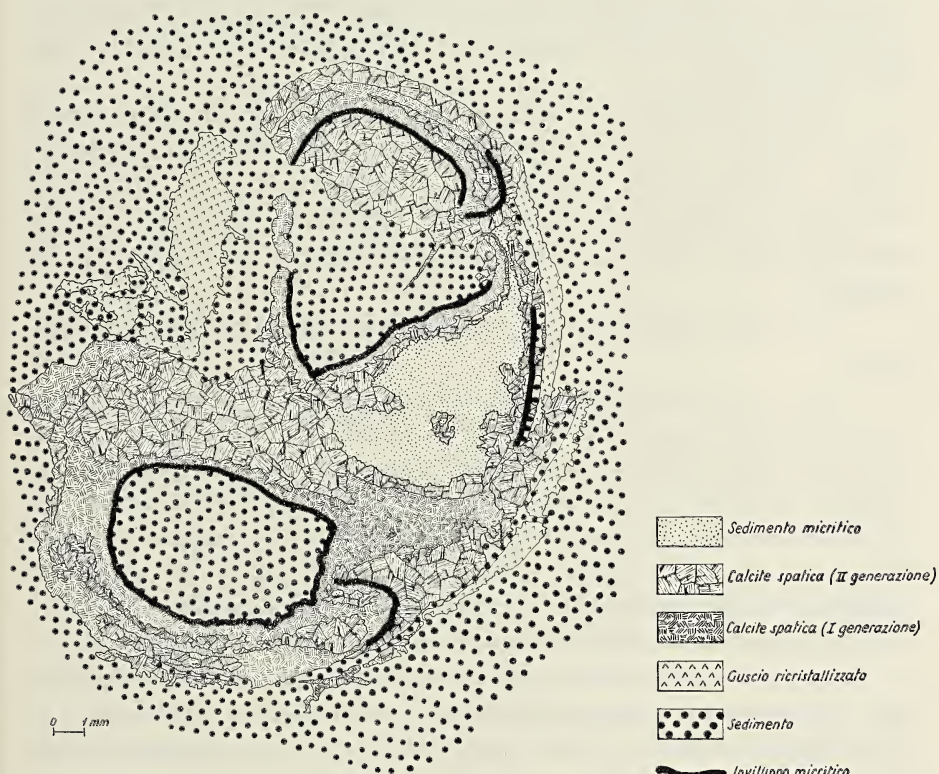 Sedimento micritico
Calcite spatica (II generazione)
Calcite spatica (I generazione)
Guscio ricristallizzato
Sedimento
0 1 mm
Inviluppo micritico